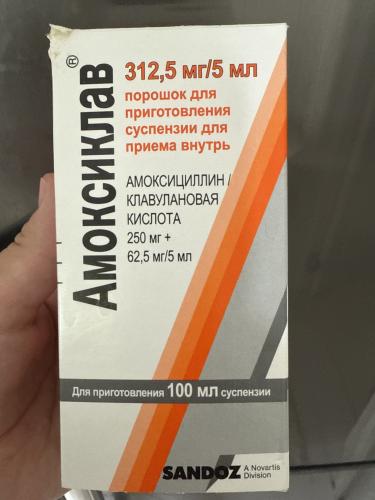 Амоксиклав®
312,5 мг/5 мл
порошок для
приготовления
суспензии для
приема внутрь
АМОКСИЦИЛЛИН/
КЛАВУЛАНОВАЯ
КИСЛОТА
250 мг +
62,5 мг/5 мл
Для приготовления 100 мл суспензии
SANDOZ A Novartis
Division